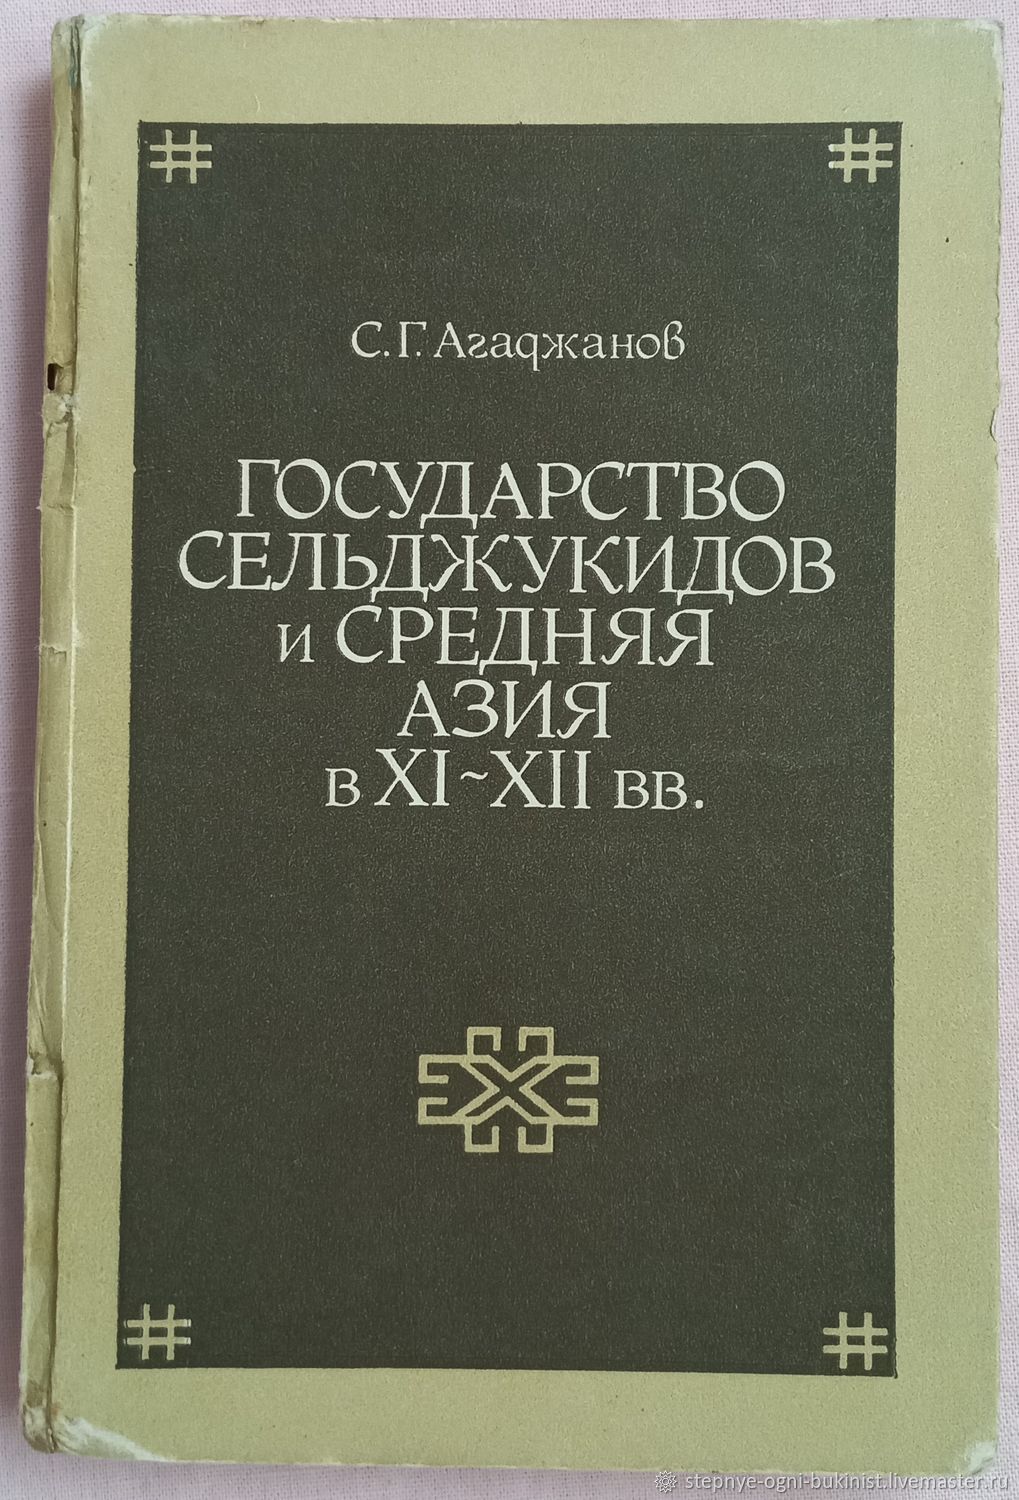 С.Г. Агаджанов
ГОСУДАРСТВО
СЕЛЬДЖУКИДОВ
и СРЕДНЯЯ
АЗИЯ
в XI~XII вв.
stepnye-ogni-bukinist.livemaster.ru